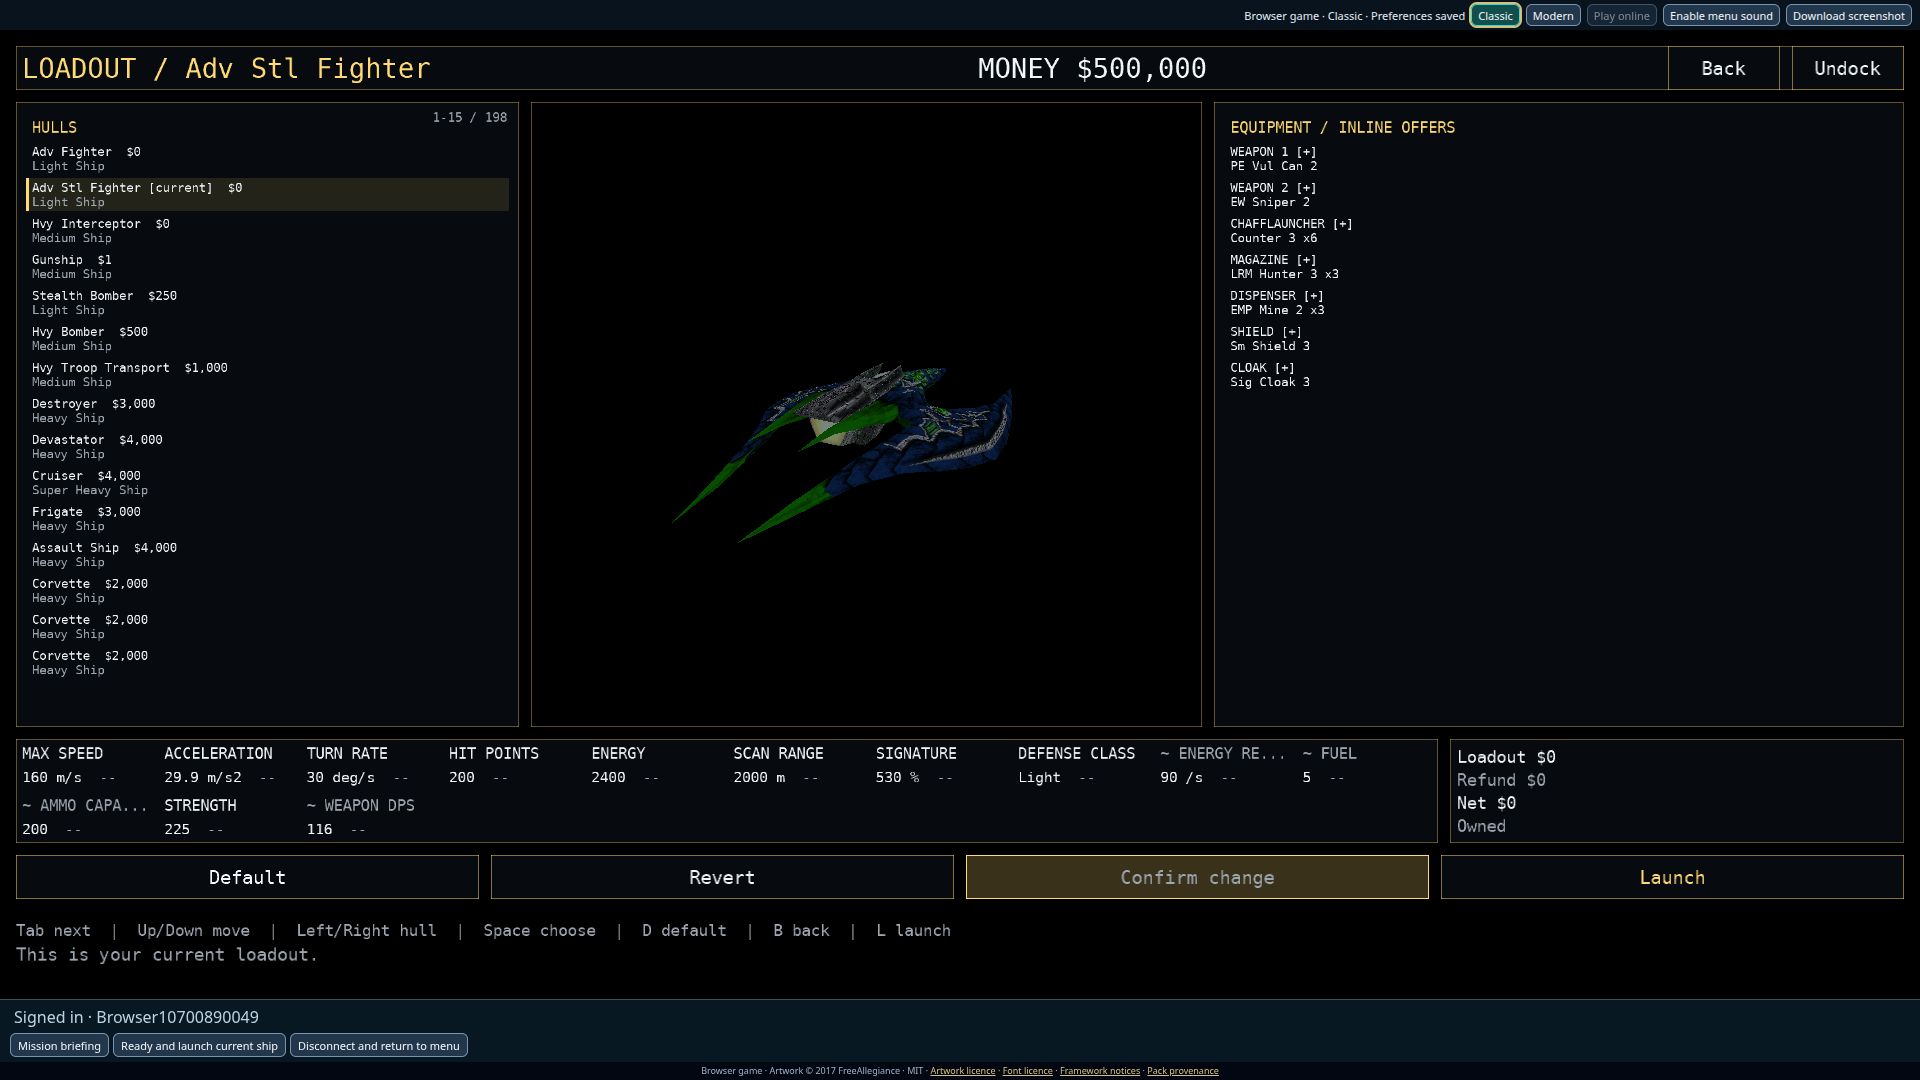 Browser game · Classic · Preferences saved Classic Modern Play online Enable menu sound Download screenshot
LOADOUT / Adv Stl Fighter MONEY $500,000 Back Undock
HULLS 1-15 / 198
Adv Fighter $0
Light Ship
Adv Stl Fighter [current] $0
Light Ship
Hvy Interceptor $0
Medium Ship
Gunship $1
Medium Ship
Stealth Bomber $250
Light Ship
Hvy Bomber $500
Medium Ship
Hvy Troop Transport $1,000
Medium Ship
Destroyer $3,000
Heavy Ship
Devastator $4,000
Heavy Ship
Cruiser $4,000
Super Heavy Ship
Frigate $3,000
Heavy Ship
Assault Ship $4,000
Heavy Ship
Corvette $2,000
Heavy Ship
Corvette $2,000
Heavy Ship
Corvette $2,000
Heavy Ship
EQUIPMENT / INLINE OFFERS
WEAPON 1 [+]
PE Vul Can 2
WEAPON 2 [+]
EW Sniper 2
CHAFFLAUNCHER [+]
Counter 3 x6
MAGAZINE [+]
LRM Hunter 3 x3
DISPENSER [+]
EMP Mine 2 x3
SHIELD [+]
Sm Shield 3
CLOAK [+]
Sig Cloak 3
MAX SPEED ACCELERATION TURN RATE HIT POINTS ENERGY SCAN RANGE SIGNATURE DEFENSE CLASS ~ ENERGY RE... ~ FUEL
160 m/s -- 29.9 m/s2 -- 30 deg/s -- 200 -- 2400 -- 2000 m -- 530 % -- Light -- 90 /s -- 5 --
~ AMMO CAPA... STRENGTH ~ WEAPON DPS
200 -- 225 -- 116 --
Loadout $0
Refund $0
Net $0
Owned
Default Revert Confirm change Launch
Tab next | Up/Down move | Left/Right hull | Space choose | D default | B back | L launch
This is your current loadout.
Signed in · Browser10700890049
Mission briefing Ready and launch current ship Disconnect and return to menu
Browser game · Artwork © 2017 FreeAllegiance · MIT · Artwork licence · Font licence · Framework notices · Pack provenance